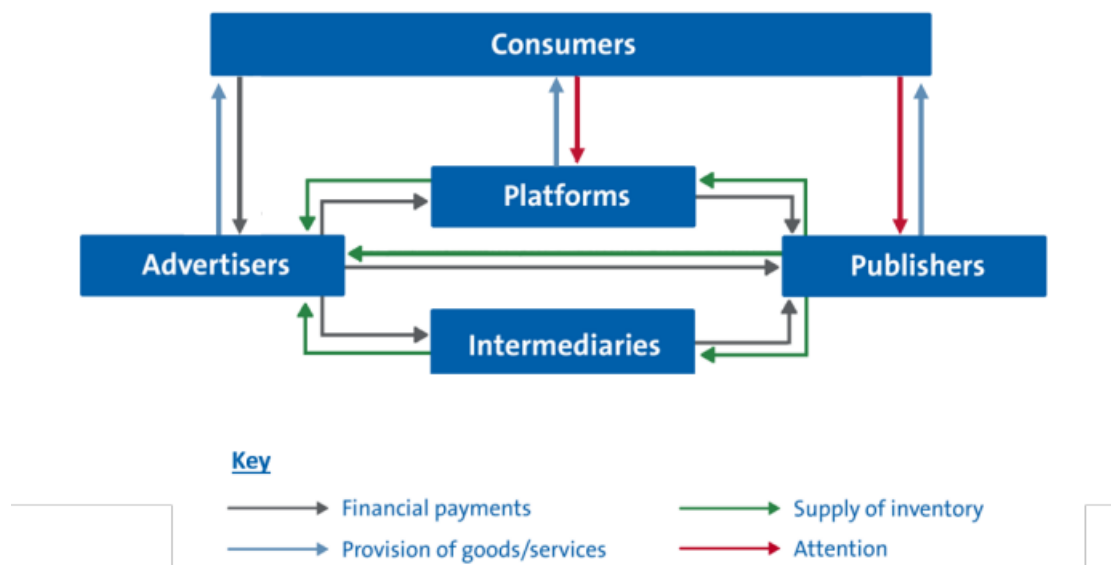 Consumers
Platforms
Advertisers
Publishers
Intermediaries
Key
Financial payments
Supply of inventory
Provision of goods/services
Attention